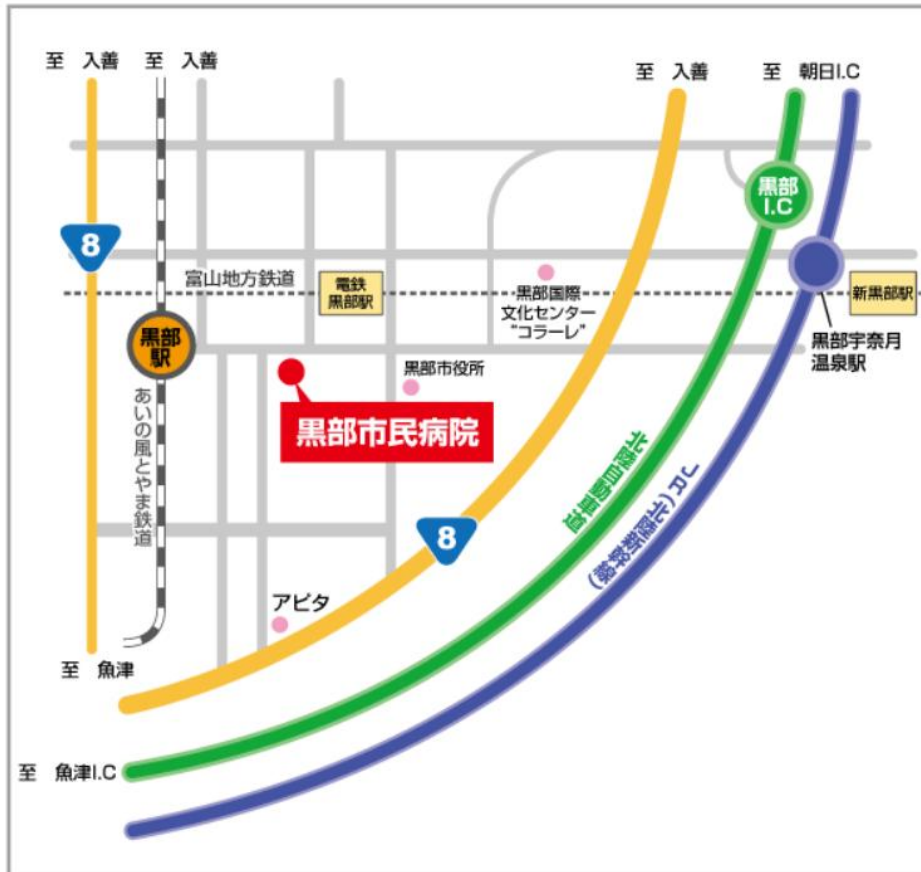 至 入善
至 入善
至 入善
至 朝日I.C
黒部
I.C
8
富山地方鉄道
電鉄
黒部駅
黒部国際
文化センター
“コラーレ”
新黒部駅
黒部
駅
黒部宇奈月
温泉駅
黒部市役所
黒部市民病院
あいの風とやま鉄道
北陸自動車道
JR(北陸新幹線)
8
アピタ
至 魚津
至 魚津I.C